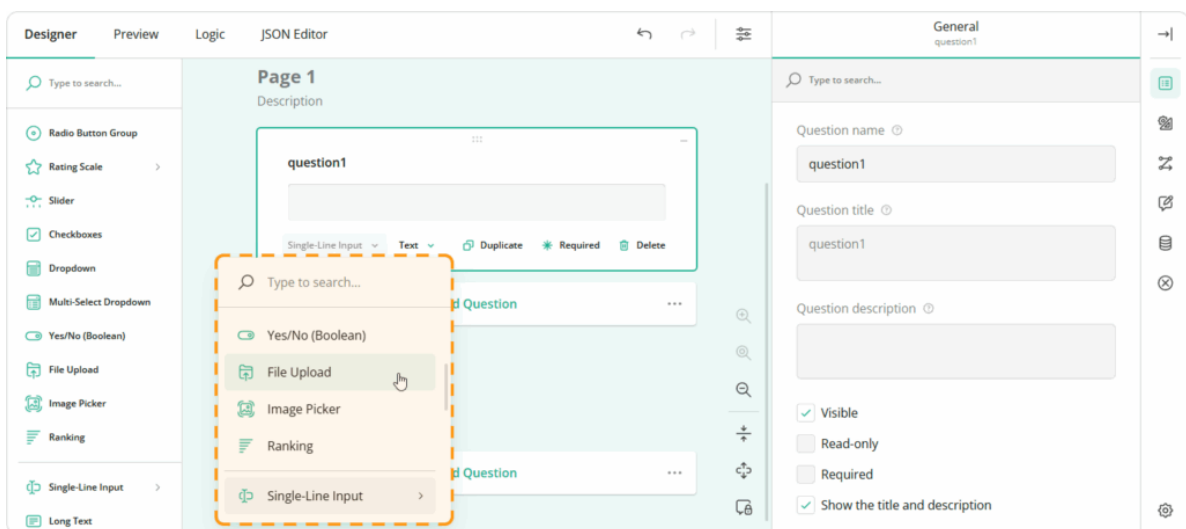 Designer Preview Logic JSON Editor
Type to search...
Radio Button Group
Rating Scale
Slider
Checkboxes
Dropdown
Multi-Select Dropdown
Yes/No (Boolean)
File Upload
Image Picker
Ranking
Single-Line Input
Long Text
Page 1
Description
question1
Single-Line Input Text Duplicate Required Delete
d Question
d Question
Type to search...
Yes/No (Boolean)
File Upload
Image Picker
Ranking
Single-Line Input
General
question1
Type to search...
Question name
question1
Question title
question1
Question description
Visible
Read-only
Required
Show the title and description